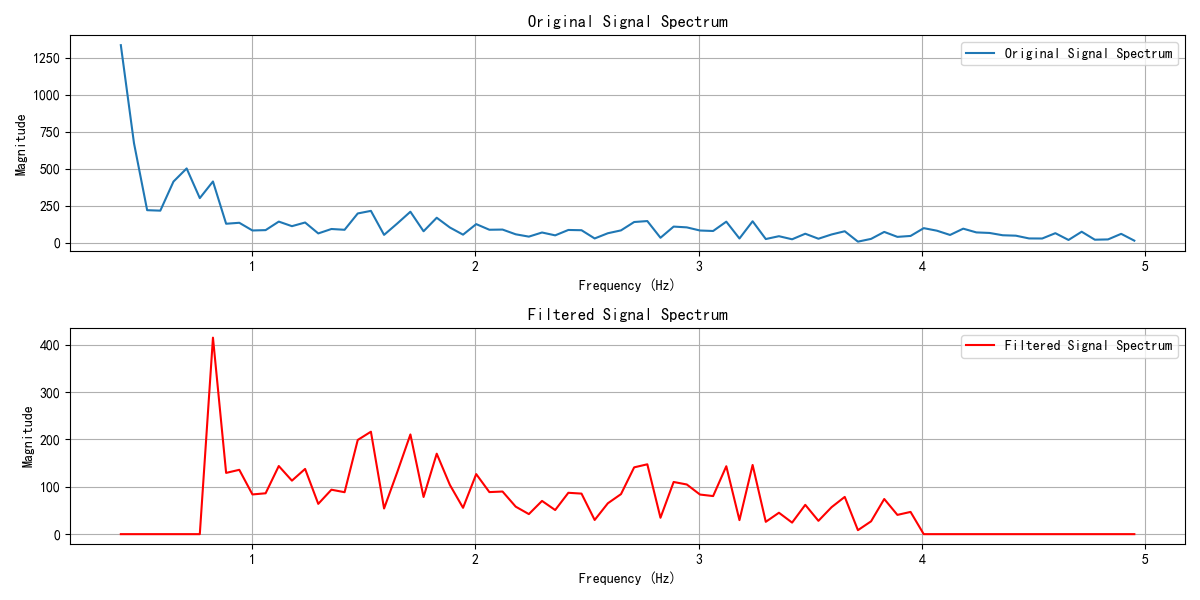 Original Signal Spectrum
Original Signal Spectrum
Magnitude
1250
1000
750
500
250
0
1 2 3 4 5
Frequency (Hz)
Filtered Signal Spectrum
Filtered Signal Spectrum
Magnitude
400
300
200
100
0
1 2 3 4 5
Frequency (Hz)